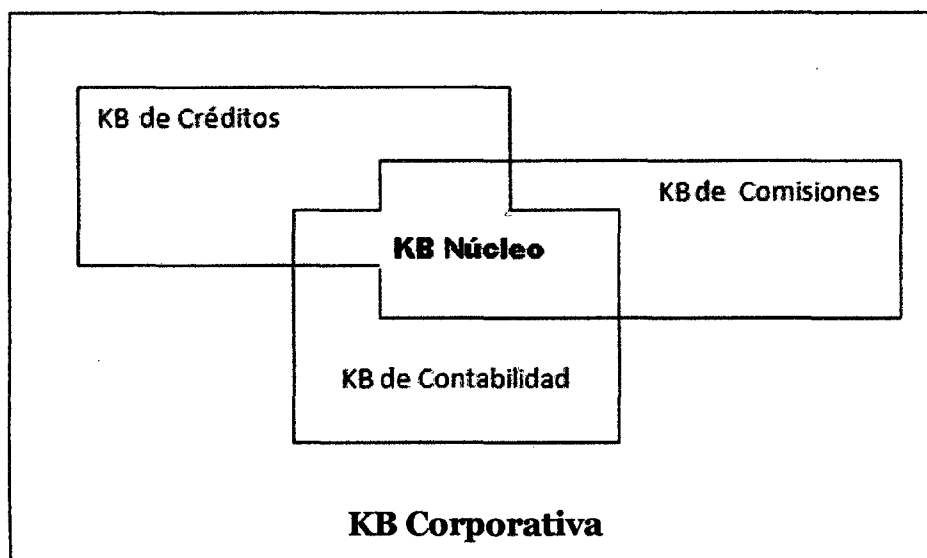 KB de Créditos
KB de Comisiones
KB Núcleo
KB de Contabilidad
KB Corporativa